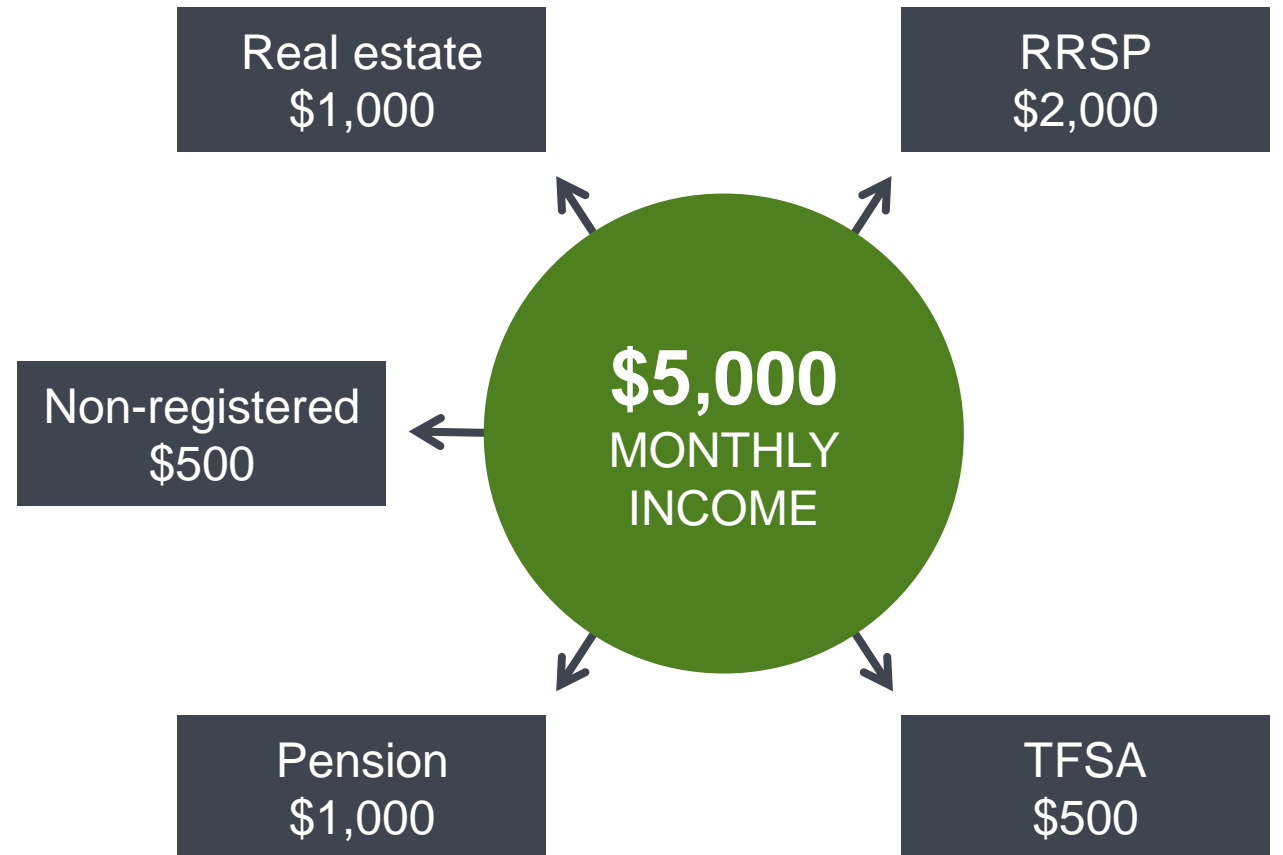 Real estate
$1,000
RRSP
$2,000
Non-registered
$500
$5,000
MONTHLY
INCOME
Pension
$1,000
TFSA
$500